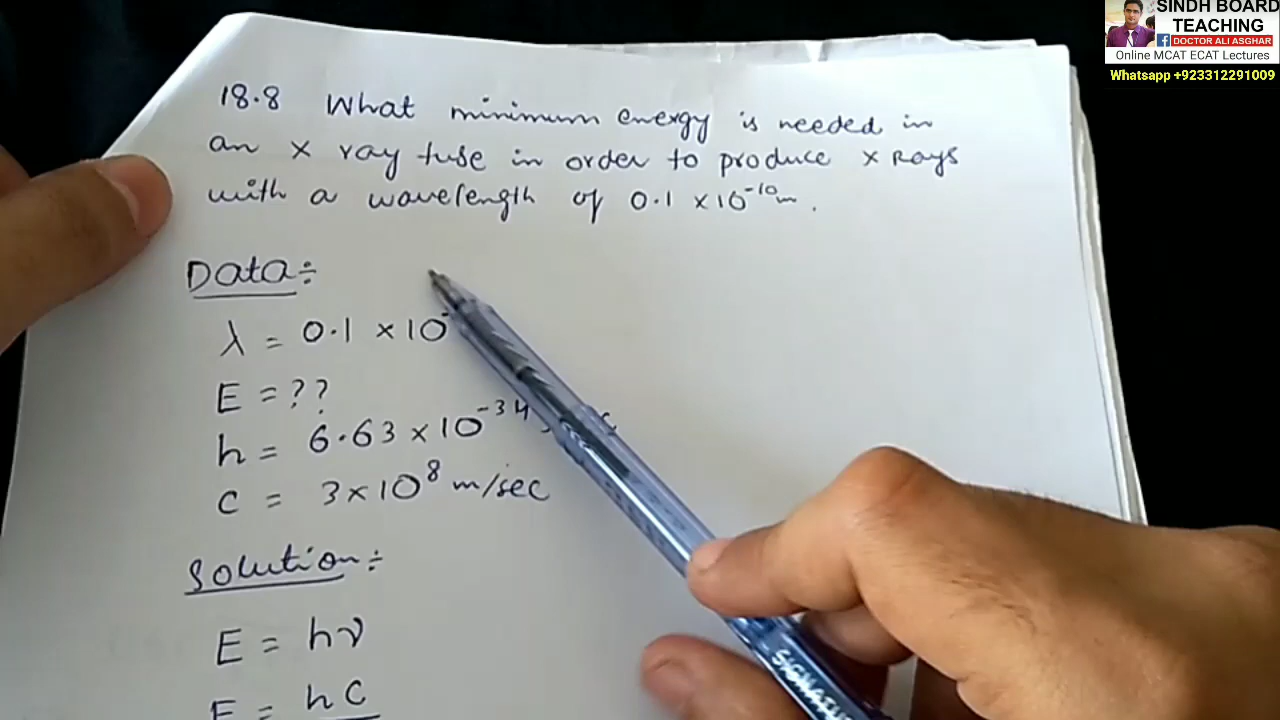 SINDH BOARD
TEACHING
DOCTOR ALI ASGHAR
Online MCAT ECAT Lectures
Whatsapp +923312291009
18.8 What minimum energy is needed in
an x ray tuse in order to produce x Rays
with a wavelength of 0.1 ×10⁻¹⁰m .
Data÷
λ = 0.1 ×10
E = ??
h = 6.63×10⁻³⁴
c = 3×10⁸ m/sec
Solution÷
E = hν
E = hc